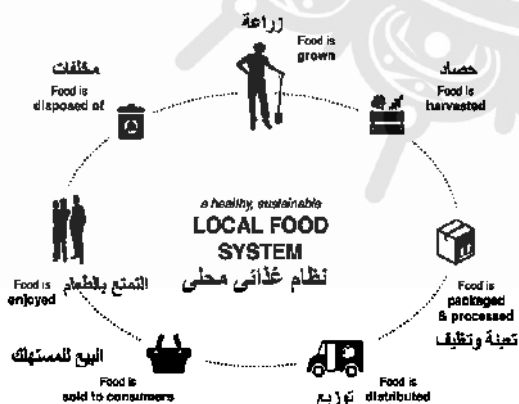 زراعة
Food is
grown
حصاد
Food is
harvested
Food is
packaged
& processed
تعبئة وتغليف
Food is
distributed
توزيع
البيع للمستهلك
Food is
sold to consumers
التمتع بالطعام
Food is
enjoyed
مخلفات
Food is
disposed of
a healthy, sustainable
LOCAL FOOD
SYSTEM
نظام غذائى محلى